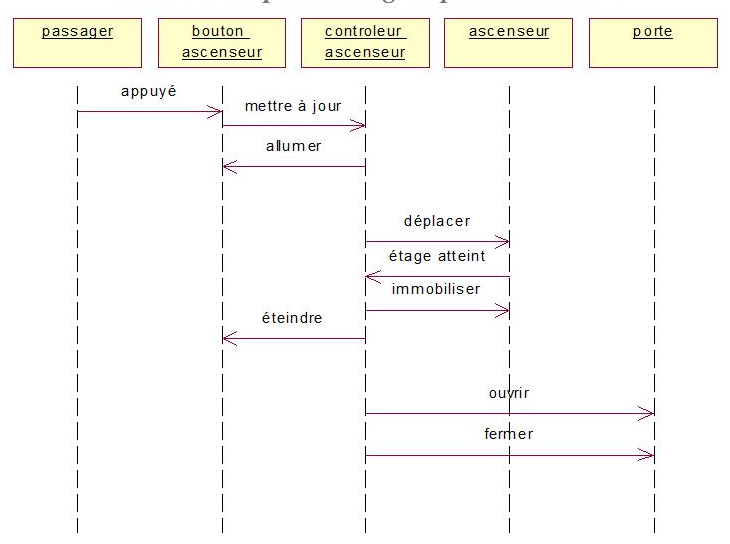 passager
bouton
ascenseur
controleur
ascenseur
ascenseur
porte
appuyé
mettre à jour
allumer
déplacer
étage atteint
immobiliser
éteindre
ouvrir
fermer